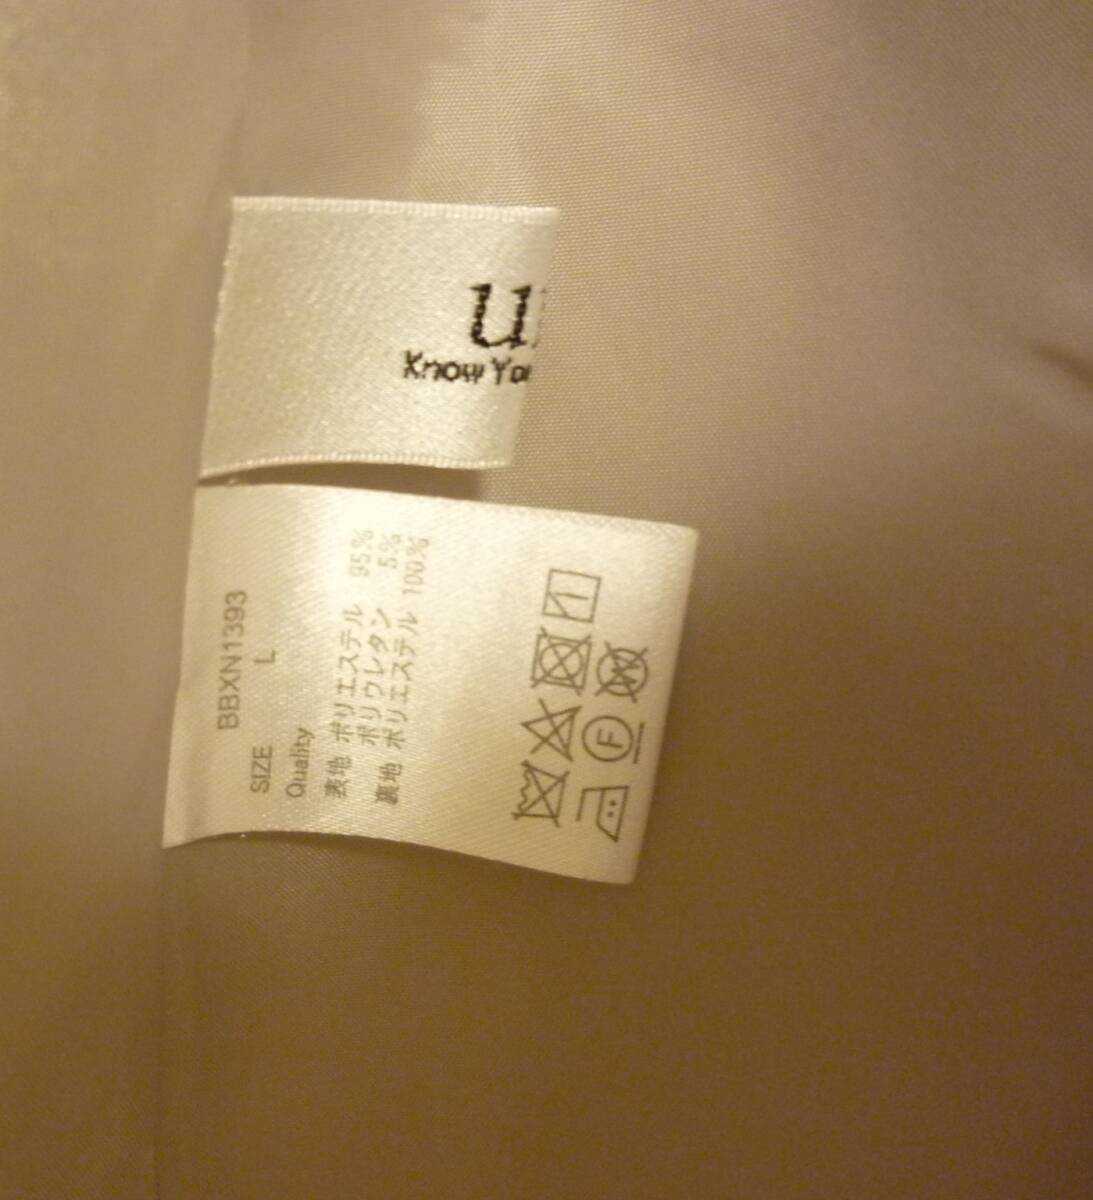 Know You
BBXN1393
SIZE L
Quality
表地 ポリエステル 95%
ポリウレタン 5%
裏地 ポリエステル 100%
F
W